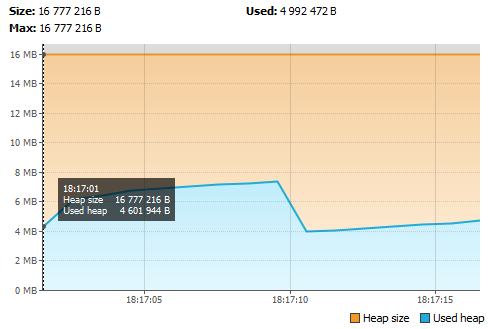 Size: 16 777 216 B Used: 4 992 472 B
Max: 16 777 216 B
16 MB
14 MB
12 MB
10 MB
8 MB
6 MB
4 MB
2 MB
0 MB
18:17:01
Heap size 16 777 216 B
Used heap 4 601 944 B
18:17:05 18:17:10 18:17:15
Heap size Used heap